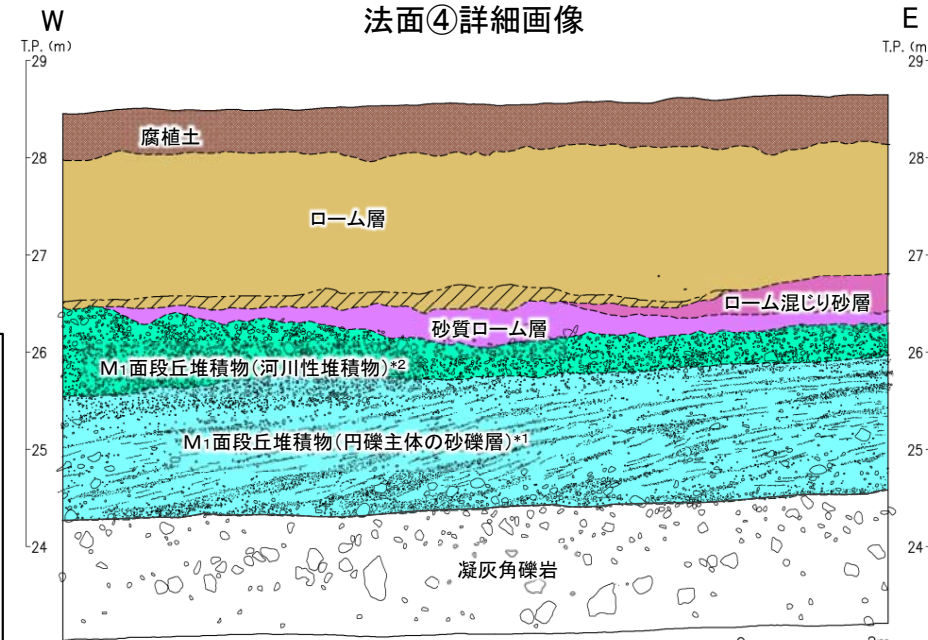 法面④詳細画像
W
E
T.P. (m)
T.P. (m
29
29
28
28
27
27
26
26
25
25
24
24
腐植土
ローム層
ローム混じり砂層
砂質ローム層
M1面段丘堆積物(河川性堆積物)*2
M1面段丘堆積物(円礫主体の砂礫層)*1
凝灰角礫岩